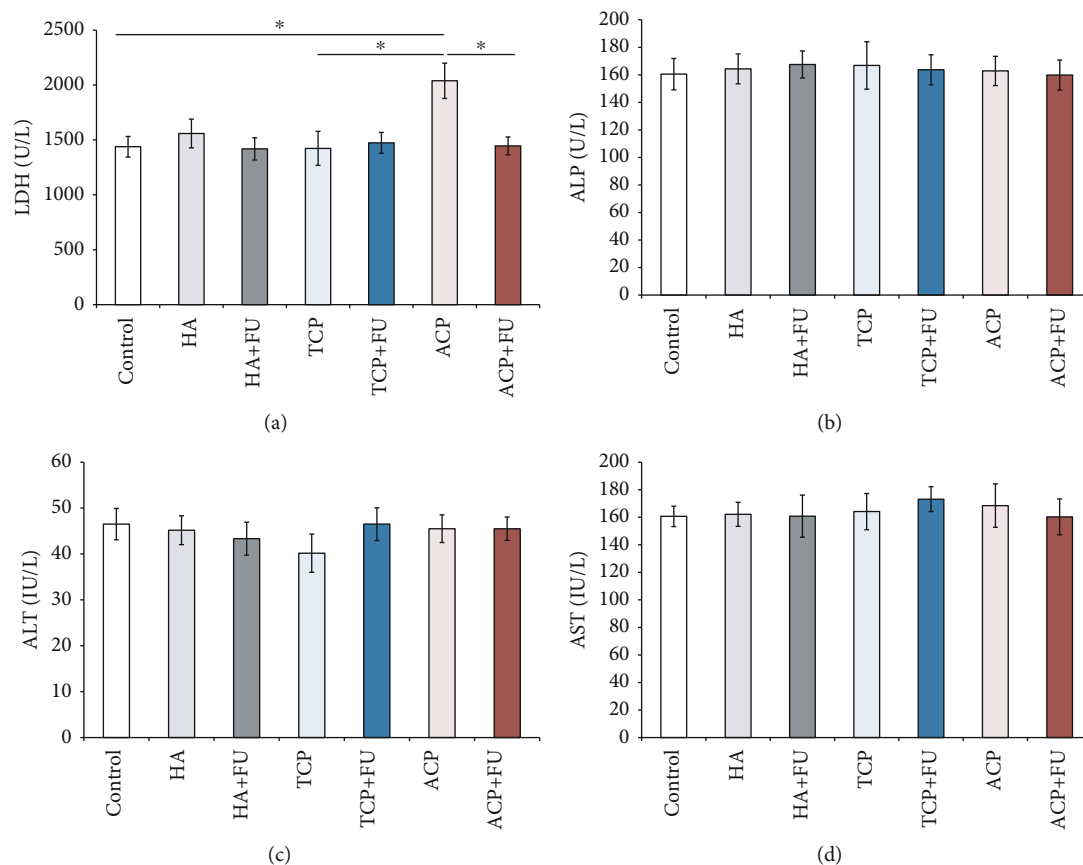 *
*
*
2500
2000
1500
1000
500
0
LDH (U/L)
Control
HA
HA+FU
TCP
TCP+FU
ACP
ACP+FU
(a)
200
180
160
140
120
100
80
60
40
20
0
ALP (U/L)
Control
HA
HA+FU
TCP
TCP+FU
ACP
ACP+FU
(b)
60
50
40
30
20
10
0
ALT (IU/L)
Control
HA
HA+FU
TCP
TCP+FU
ACP
ACP+FU
(c)
200
180
160
140
120
100
80
60
40
20
0
AST (IU/L)
Control
HA
HA+FU
TCP
TCP+FU
ACP
ACP+FU
(d)